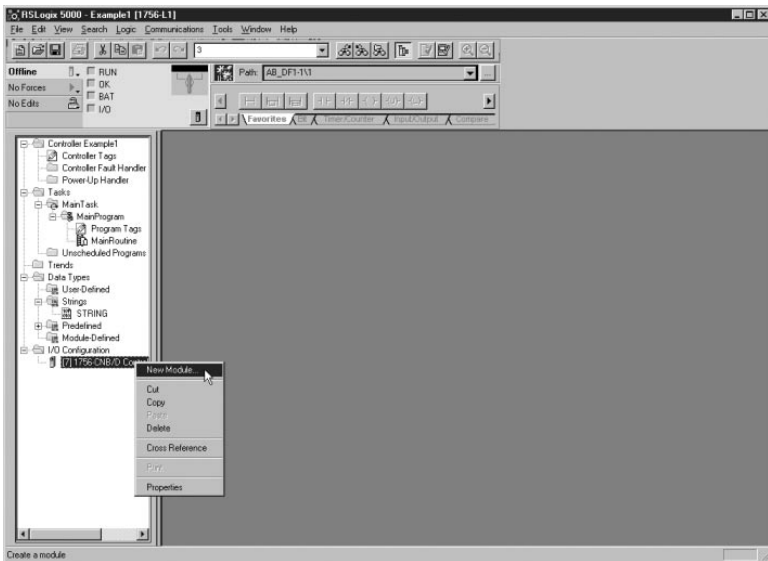 RSLogix 5000 - Example1 [1756-L1]
File Edit View Search Logic Communications Tools Window Help
3
Offline
RUN
No Forces
OK
BAT
No Edits
I/O
Path: AB_DF1-1\1
Favorites Bit Timer/Counter Input/Output Compare
Controller Example1
Controller Tags
Controller Fault Handler
Power-Up Handler
Tasks
MainTask
MainProgram
Program Tags
MainRoutine
Unscheduled Programs
Trends
Data Types
User-Defined
Strings
STRING
Predefined
Module-Defined
I/O Configuration
[7] 1756-CNB/D
New Module...
Cut
Copy
Paste
Delete
Cross Reference
Print
Properties
Create a module